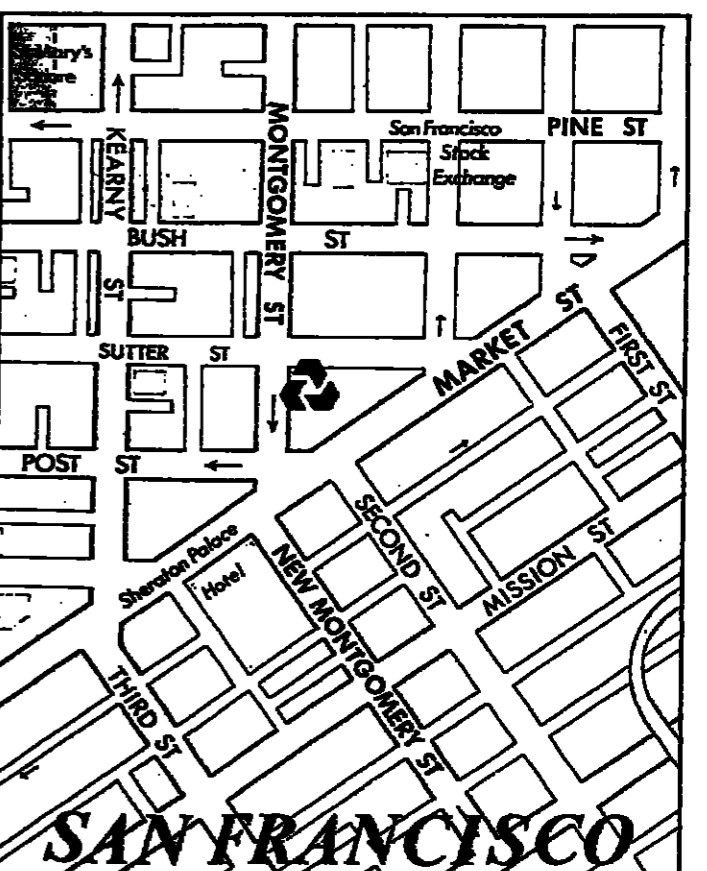 St. Mary's
Square
KEARNY
ST
MONTGOMERY
ST
San Francisco
Stock
Exchange
PINE ST
BUSH ST
SUTTER ST
MARKET ST
FIRST ST
POST ST
SECOND ST
Sheraton Palace
Hotel
NEW MONTGOMERY ST
MISSION ST
THIRD ST
SAN FRANCISCO